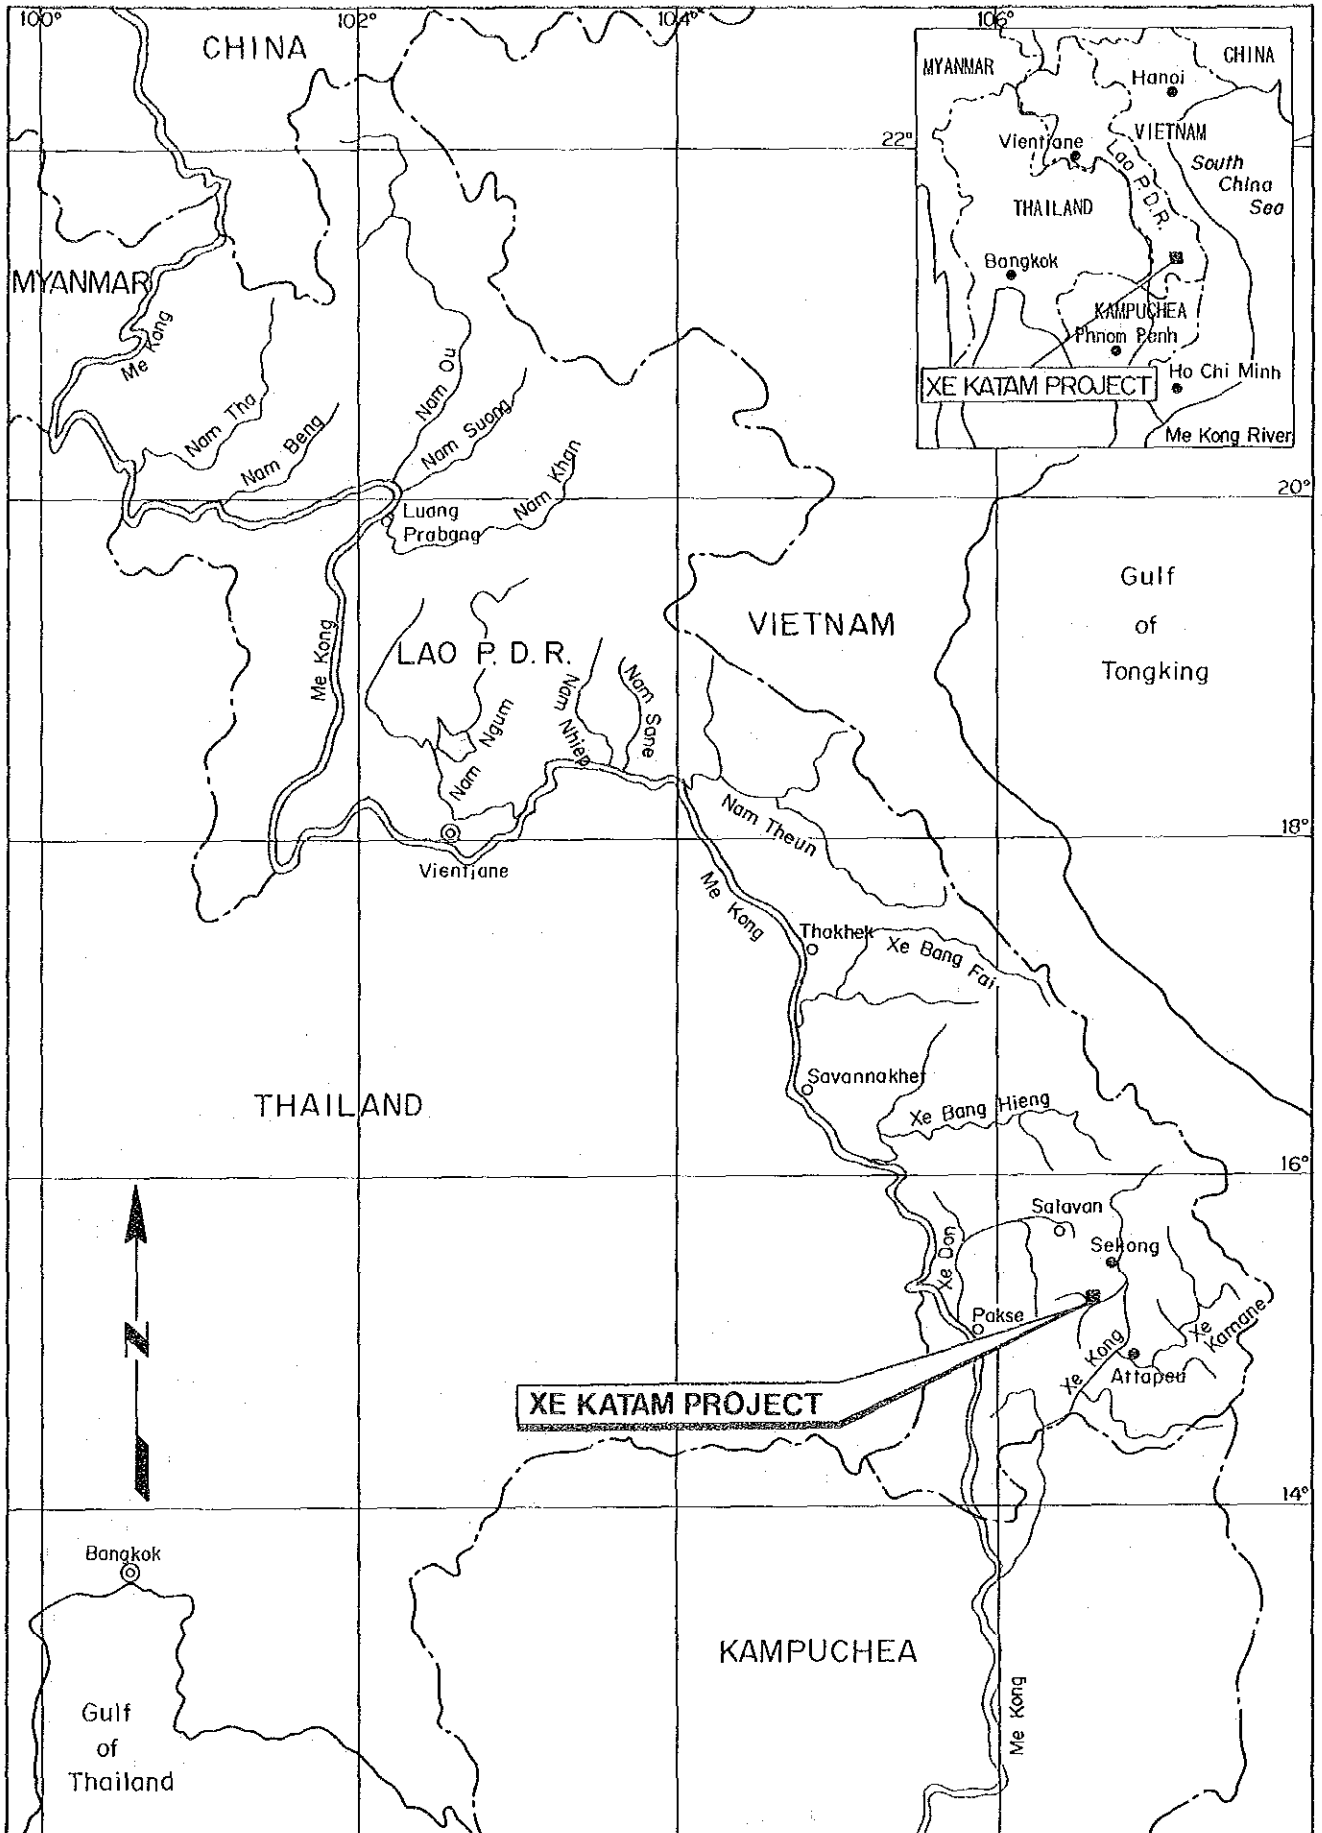 100°
102°
104°
106°
CHINA
MYANMAR
CHINA
Hanoi
VIETNAM
Vientiane
Lao P.D.R.
South
China
Sea
THAILAND
Bangkok
KAMPUCHEA
Phnom Penh
XE KATAM PROJECT
Ho Chi Minh
Me Kong River
22°
MYANMAR
Me Kong
Nam Tha
Nam Beng
Nam Ou
Nam Suong
Nam Khan
20°
Luang
Prabang
Gulf
of
Tongking
VIETNAM
LAO P. D. R.
Me Kong
Nam Ngum
Nam Nhiep
Nam Sane
Nam Theun
18°
Vientiane
Me Kong
Thakhek
Xe Bang Fai
Savannakhet
THAILAND
Xe Bang Hieng
16°
Salavan
Xe Don
Sekong
Pakse
Xe Kamane
Xe Kong
Attapeu
XE KATAM PROJECT
N
14°
Bangkok
KAMPUCHEA
Me Kong
Gulf
of
Thailand